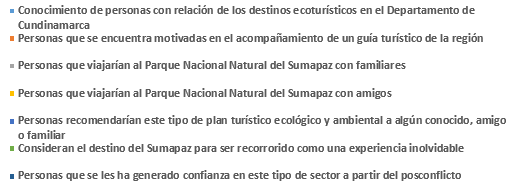 Conocimiento de personas con relación de los destinos ecoturísticos en el Departamento de
Cundinamarca
Personas que se encuentra motivadas en el acompañamiento de un guía turístico de la región
Personas que viajarían al Parque Nacional Natural del Sumapaz con familiares
Personas que viajarían al Parque Nacional Natural del Sumapaz con amigos
Personas recomendarían este tipo de plan turístico ecológico y ambiental a algún conocido, amigo
o familiar
Consideran el destino del Sumapaz para ser recorrorido como una experiencia inolvidable
Personas que se les ha generado confianza en este tipo de sector a partir del posconflicto